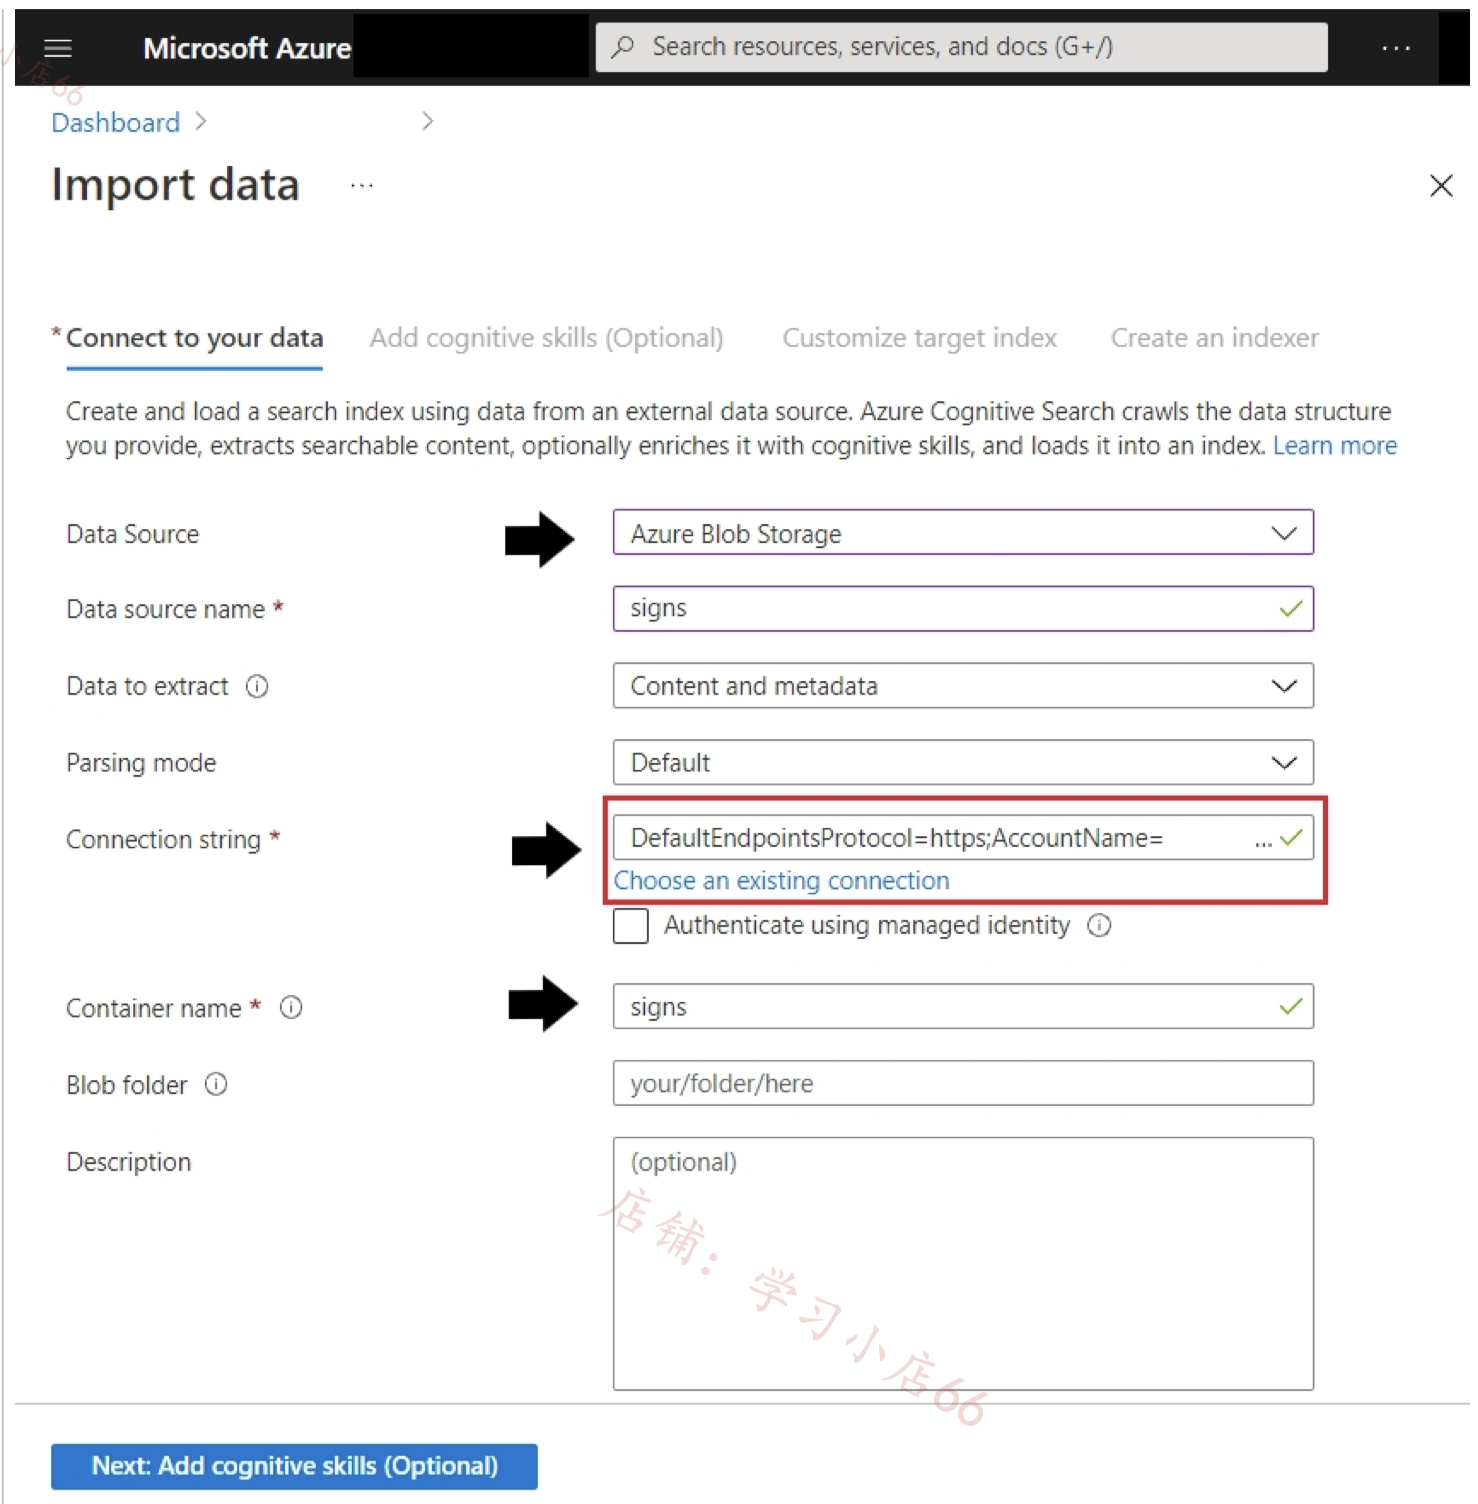 Microsoft Azure
Search resources, services, and docs (G+/)
...
小店66
Dashboard > >
Import data ...
* Connect to your data
Add cognitive skills (Optional)
Customize target index
Create an indexer
Create and load a search index using data from an external data source. Azure Cognitive Search crawls the data structure
you provide, extracts searchable content, optionally enriches it with cognitive skills, and loads it into an index. Learn more
Data Source
Azure Blob Storage
Data source name *
signs
Data to extract
Content and metadata
Parsing mode
Default
Connection string *
DefaultEndpointsProtocol=https;AccountName= ...
Choose an existing connection
Authenticate using managed identity
Container name *
signs
Blob folder
your/folder/here
Description
(optional)
店铺：学习小店66
Next: Add cognitive skills (Optional)